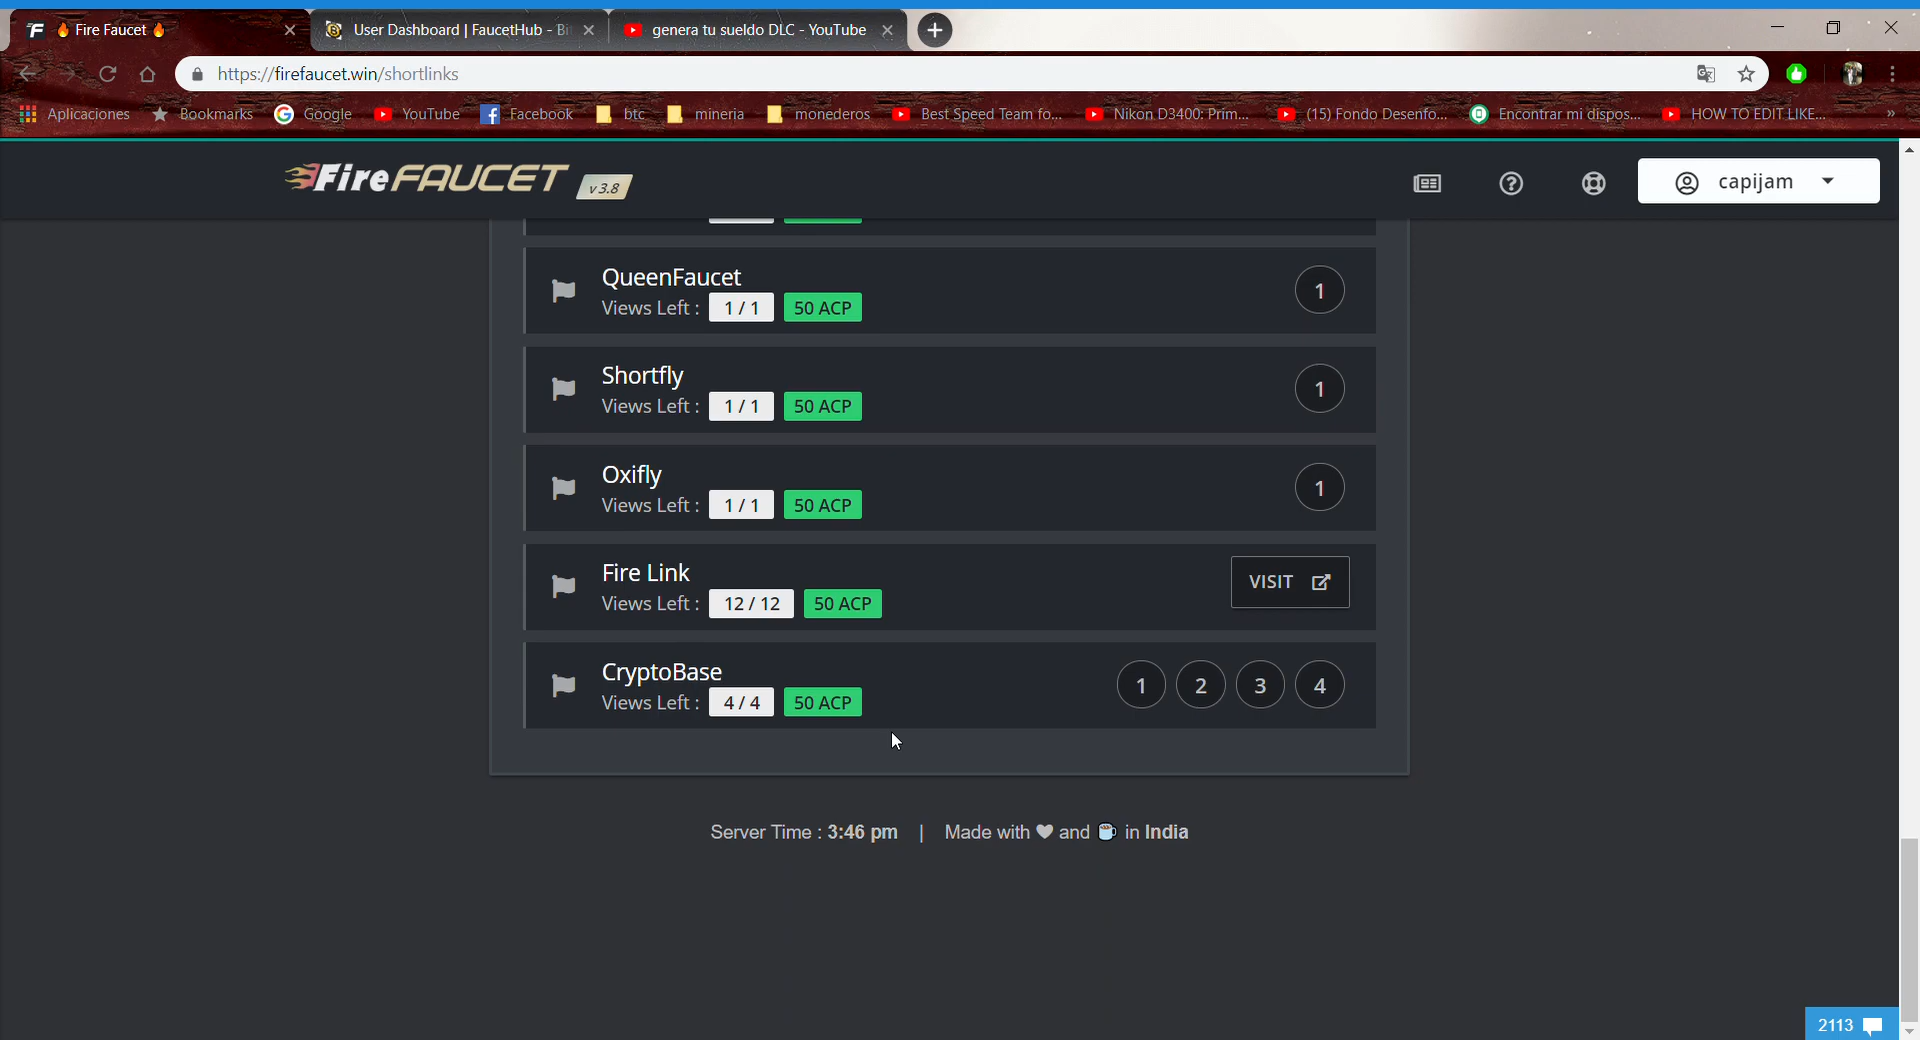 🔥 Fire Faucet 🔥
User Dashboard | FaucetHub - Bi
genera tu sueldo DLC - YouTube
https://firefaucet.win/shortlinks
Aplicaciones
Bookmarks
Google
YouTube
Facebook
btc
mineria
monederos
Best Speed Team fo...
Nikon D3400: Prim...
(15) Fondo Desenfo...
Encontrar mi dispos...
HOW TO EDIT LIKE...
»
Fire FAUCET v 3.8
capijam
QueenFaucet
Views Left : 1 / 1 50 ACP
1
Shortfly
Views Left : 1 / 1 50 ACP
1
Oxifly
Views Left : 1 / 1 50 ACP
1
Fire Link
Views Left : 12 / 12 50 ACP
VISIT
CryptoBase
Views Left : 4 / 4 50 ACP
1 2 3 4
Server Time : 3:46 pm | Made with ♥ and ☕ in India
2113